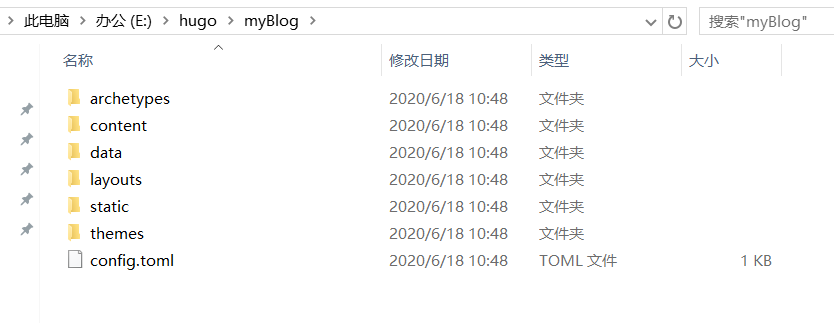 此电脑 > 办公 (E:) > hugo > myBlog >
搜索"myBlog"
名称 修改日期 类型 大小
archetypes 2020/6/18 10:48 文件夹
content 2020/6/18 10:48 文件夹
data 2020/6/18 10:48 文件夹
layouts 2020/6/18 10:48 文件夹
static 2020/6/18 10:48 文件夹
themes 2020/6/18 10:48 文件夹
config.toml 2020/6/18 10:48 TOML 文件 1 KB